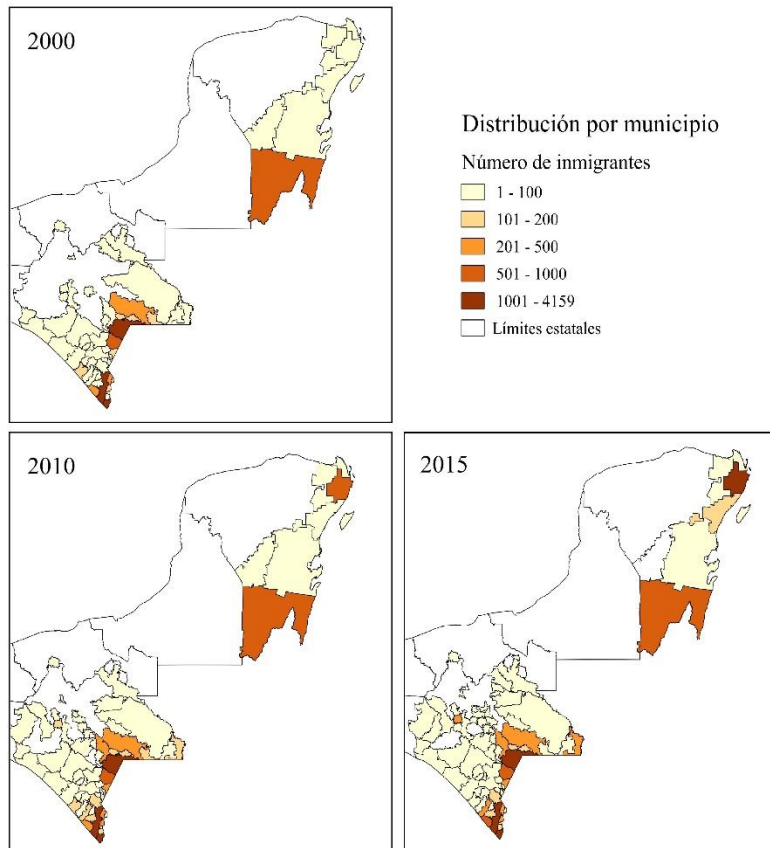 2000
Distribución por municipio
Número de inmigrantes
1 - 100
101 - 200
201 - 500
501 - 1000
1001 - 4159
Límites estatales
2010
2015